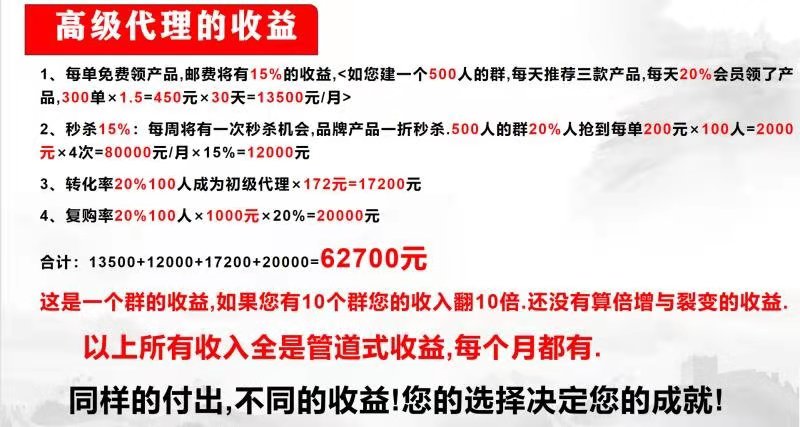 高级代理的收益
1、每单免费领产品,邮费将有15%的收益,<如您建一个500人的群,每天推荐三款产品,每天20%会员领了产
品,300单×1.5=450元×30天=13500元/月>
2、秒杀15%：每周将有一次秒杀机会,品牌产品一折秒杀.500人的群20%人抢到每单200元×100人=2000
元×4次=80000元/月×15%=12000元
3、转化率20%100人成为初级代理×172元=17200元
4、复购率20%100人×1000元×20%=20000元
合计：13500+12000+17200+20000=62700元
这是一个群的收益,如果您有10个群您的收入翻10倍.还没有算倍增与裂变的收益.
以上所有收入全是管道式收益,每个月都有.
同样的付出,不同的收益!您的选择决定您的成就!